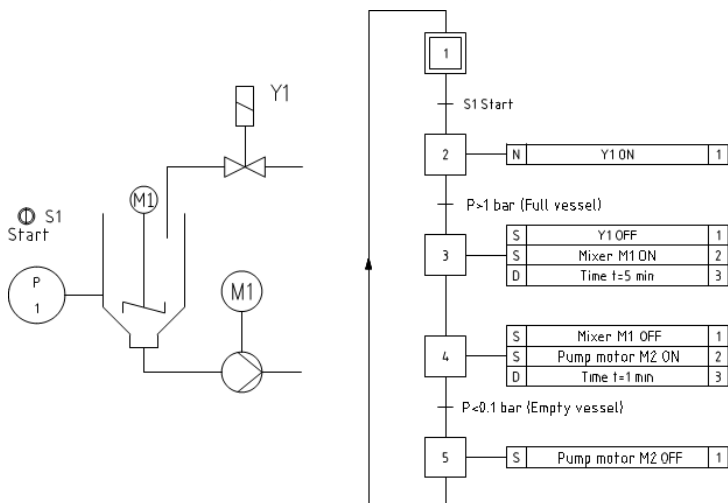 Y1
M1
S1
Start
P
1
M1
1
S1 Start
2
N Y1 ON 1
P>1 bar (Full vessel)
3
S Y1 OFF 1
S Mixer M1 ON 2
D Time t=5 min 3
4
S Mixer M1 OFF 1
S Pump motor M2 ON 2
D Time t=1 min 3
P<0.1 bar (Empty vessel)
5
S Pump motor M2 OFF 1